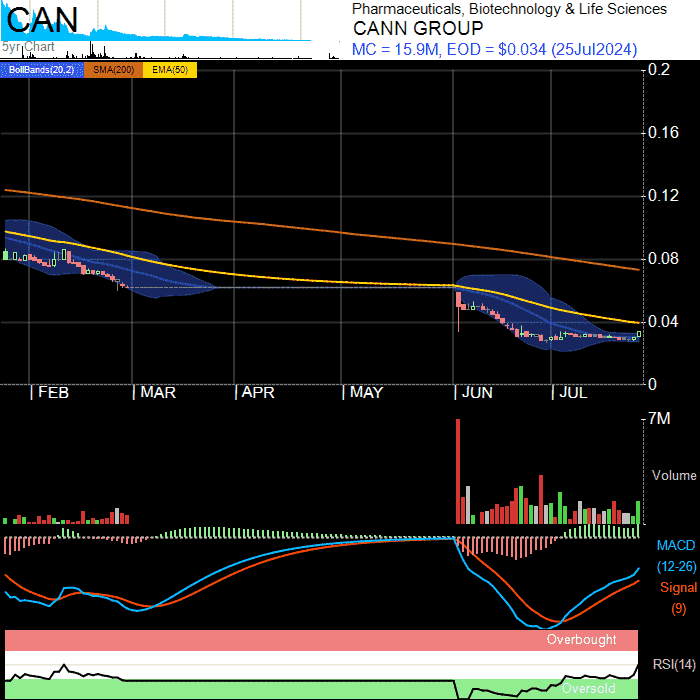 CAN
5yr Chart
Pharmaceuticals, Biotechnology & Life Sciences
CANN GROUP
MC = 15.9M, EOD = $0.034 (25Jul2024)
BollBands(20,2) SMA(200) EMA(50)
0.2
0.16
0.12
0.08
0.04
0
FEB MAR APR MAY JUN JUL
7M
Volume
MACD
(12-26)
Signal
(9)
Overbought
RSI(14)
Oversold